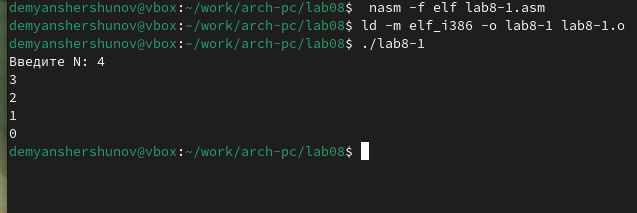 demyanshershunov@vbox:~/work/arch-pc/lab08$  nasm -f elf lab8-1.asm
demyanshershunov@vbox:~/work/arch-pc/lab08$ ld -m elf_i386 -o lab8-1 lab8-1.o
demyanshershunov@vbox:~/work/arch-pc/lab08$ ./lab8-1
Введите N: 4
3
2
1
0
demyanshershunov@vbox:~/work/arch-pc/lab08$